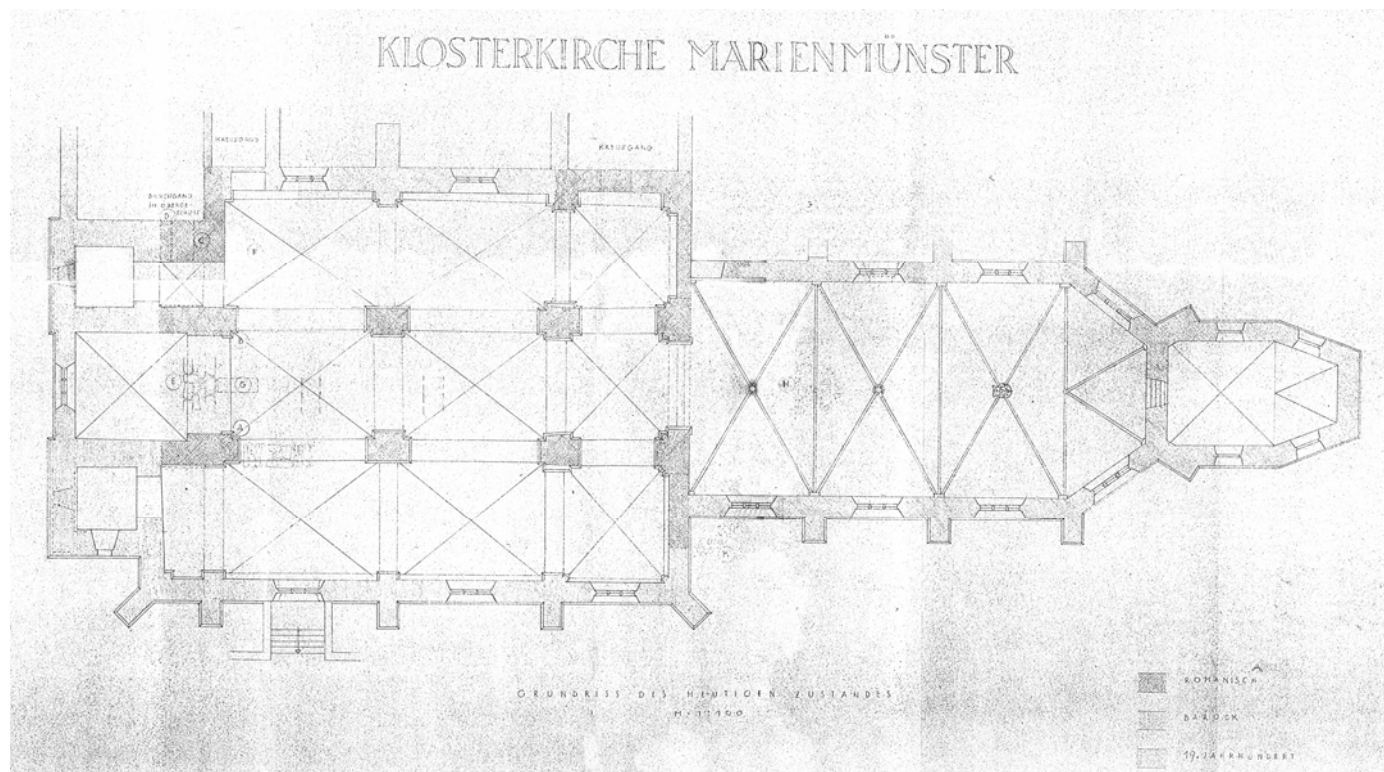 KLOSTERKIRCHE MARIENMÜNSTER
KREUZGANG
KREUZGANG
DURCHGANG
IM OBERGE-
SCHOSS
D
C
F
B
E
G
A
H
GRUNDRISS DES HEUTIGEN ZUSTANDES
M · 1:100
ROMANISCH
BAROCK
19. JAHRHUNDERT